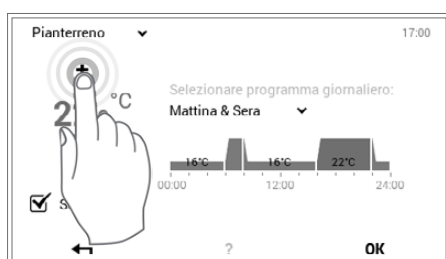 Pianterreno
17:00
+
°C
Selezionare programma giornaliero:
Mattina & Sera
16°C 16°C 22°C
00:00 12:00 24:00
? OK